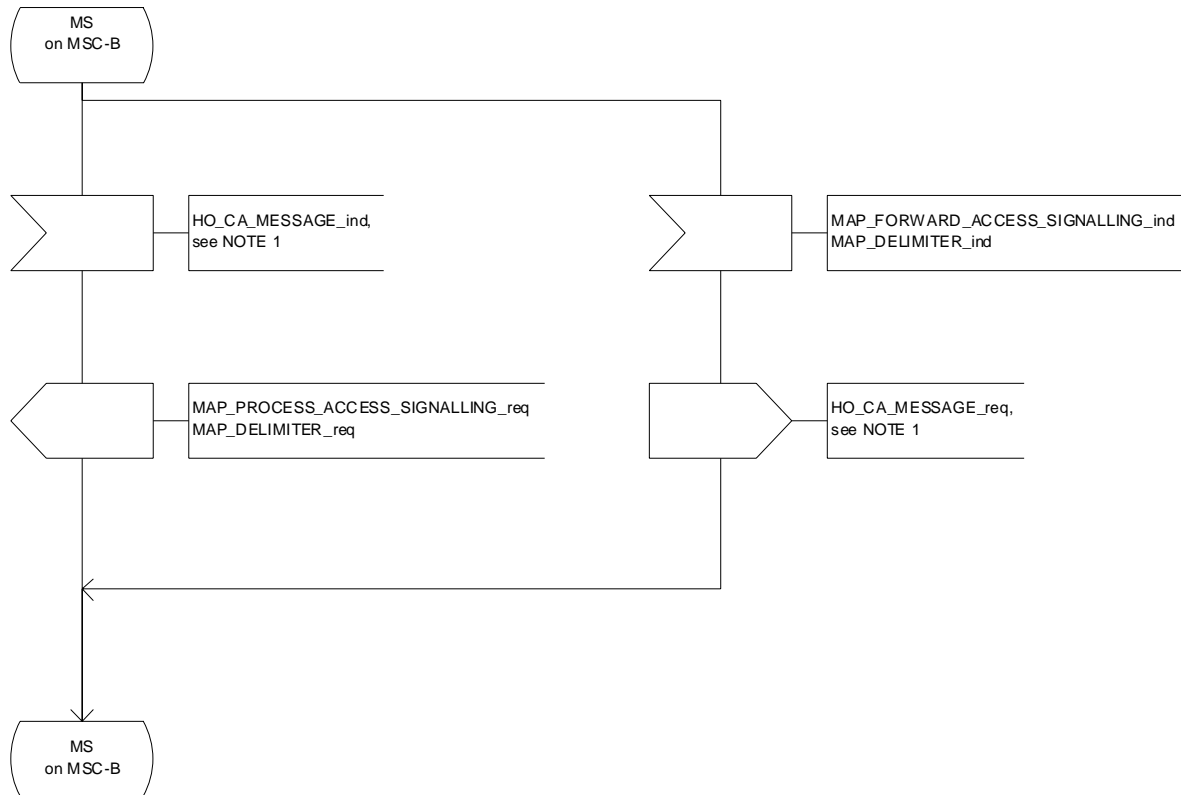 MS
on MSC-B
HO_CA_MESSAGE_ind,
see NOTE 1
MAP_FORWARD_ACCESS_SIGNALLING_ind
MAP_DELIMITER_ind
MAP_PROCESS_ACCESS_SIGNALLING_req
MAP_DELIMITER_req
HO_CA_MESSAGE_req,
see NOTE 1
MS
on MSC-B